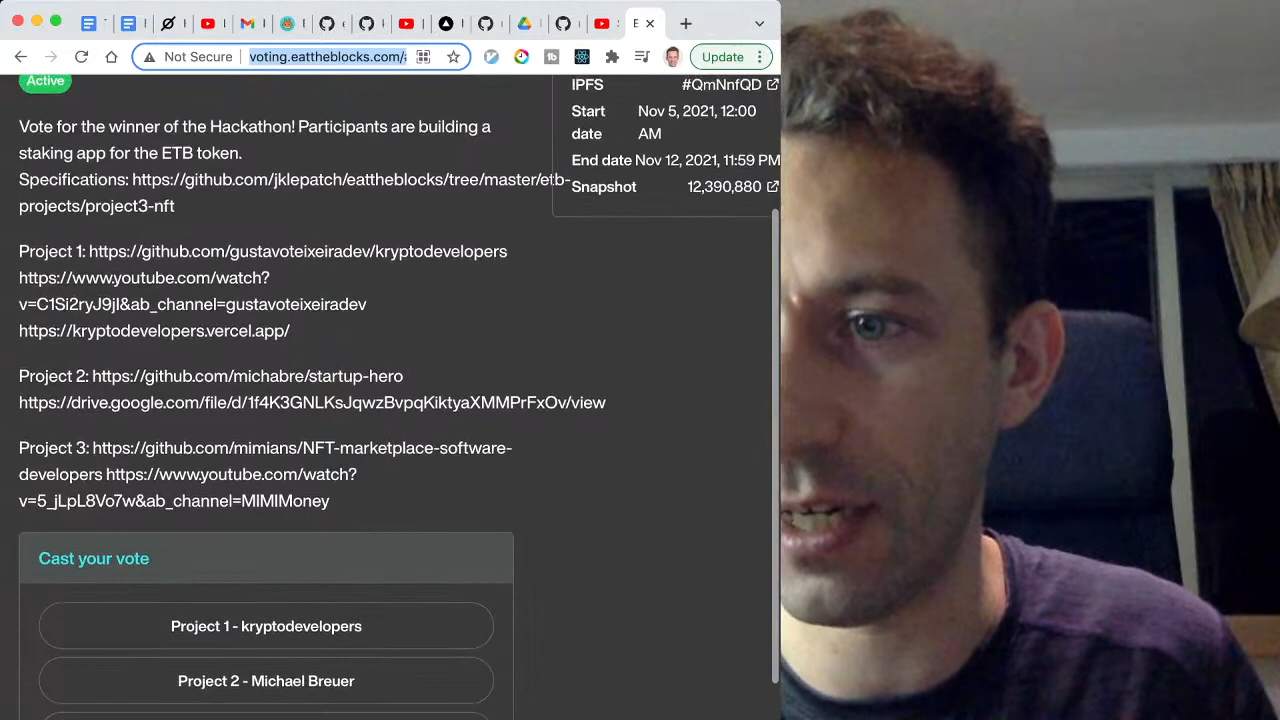 Not Secure
voting.eattheblocks.com/
Update
Active
Vote for the winner of the Hackathon! Participants are building a
staking app for the ETB token.
Specifications: https://github.com/jklepatch/eattheblocks/tree/master/etb-
projects/project3-nft
IPFS #QmNnfQD
Start Nov 5, 2021, 12:00
date AM
End date Nov 12, 2021, 11:59 PM
Snapshot 12,390,880
Project 1: https://github.com/gustavoteixeiradev/kryptodevelopers
https://www.youtube.com/watch?
v=C1Si2ryJ9jI&ab_channel=gustavoteixeiradev
https://kryptodevelopers.vercel.app/
Project 2: https://github.com/michabre/startup-hero
https://drive.google.com/file/d/1f4K3GNLKsJqwzBvpqKiktyaXMMPrFxOv/view
Project 3: https://github.com/mimians/NFT-marketplace-software-
developers https://www.youtube.com/watch?
v=5_jLpL8Vo7w&ab_channel=MIMIMoney
Cast your vote
Project 1 - kryptodevelopers
Project 2 - Michael Breuer